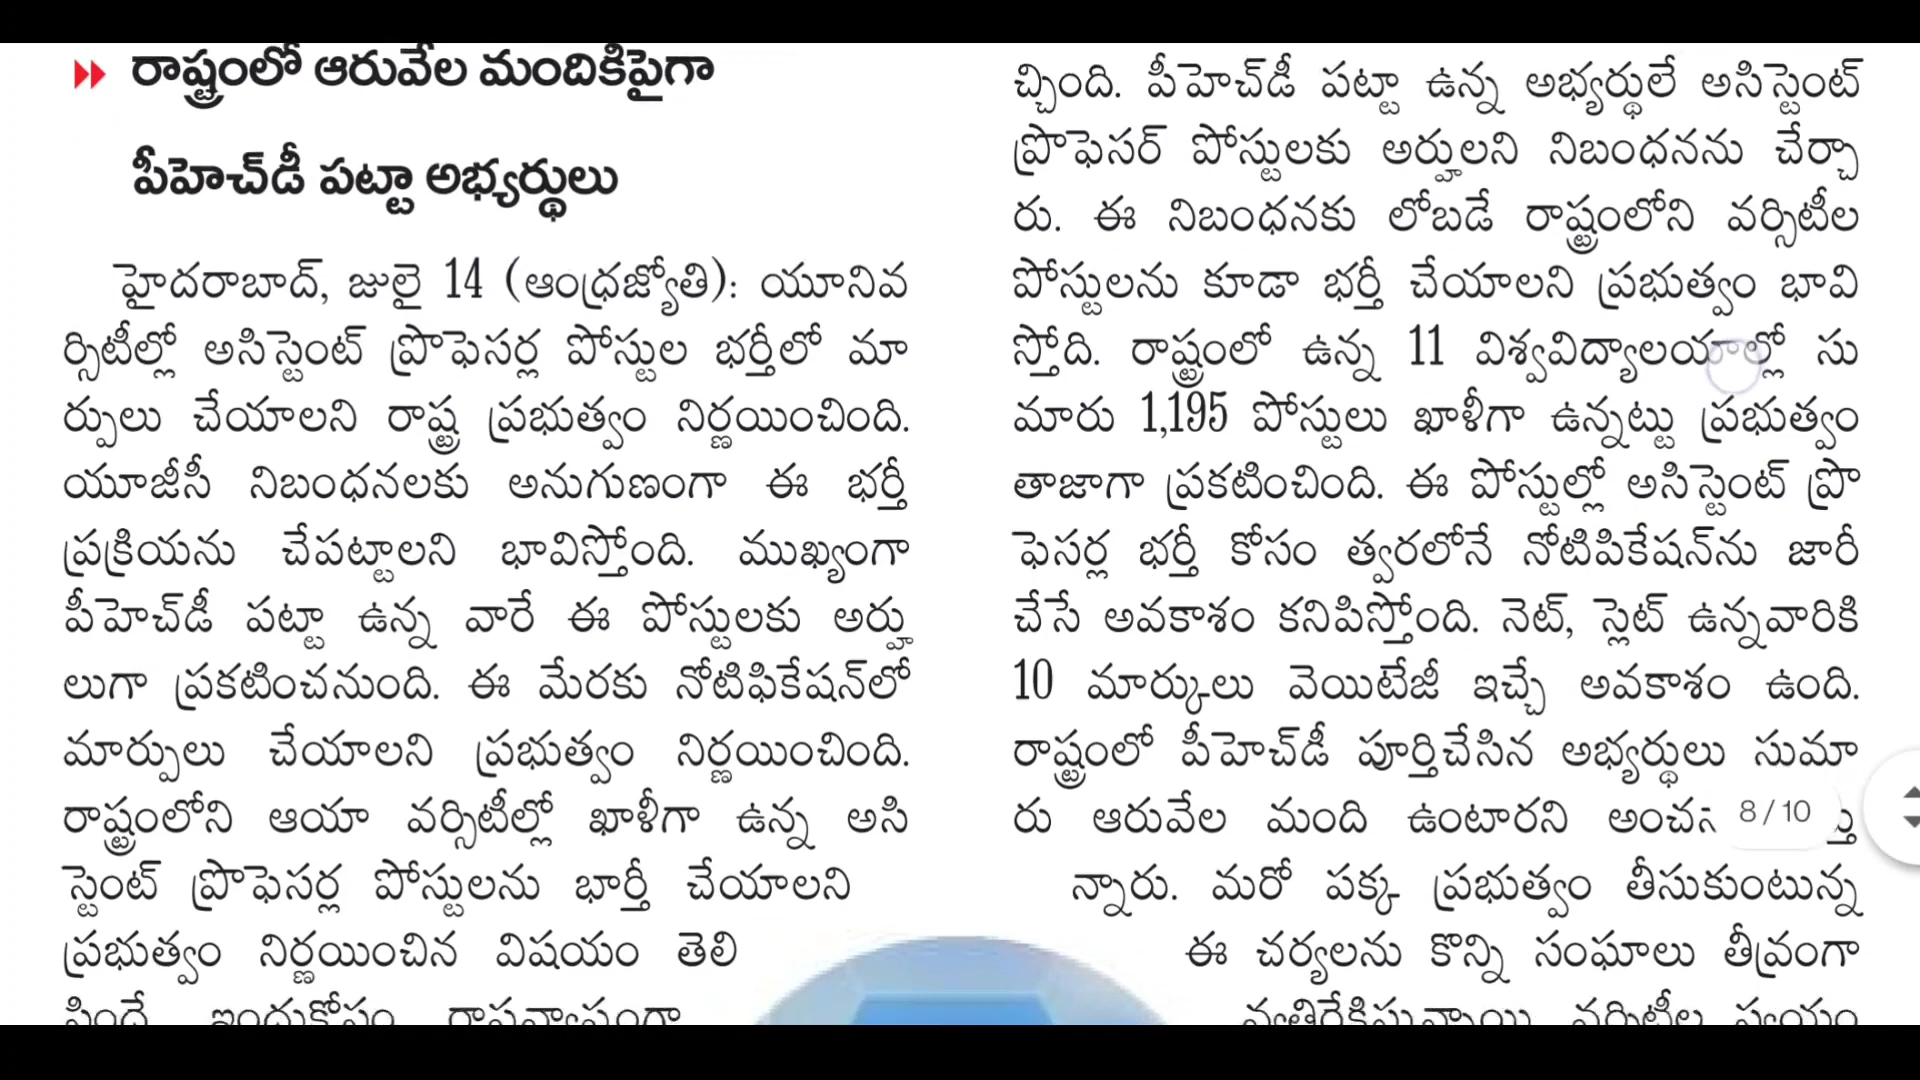 రాష్ట్రంలో ఆరువేల మందికిపైగా
పీహెచ్‌డీ పట్టా అభ్యర్థులు
హైదరాబాద్, జులై 14 (ఆంధ్రజ్యోతి): యూనివ
ర్సిటీల్లో అసిస్టెంట్ ప్రొఫెసర్ల పోస్టుల భర్తీలో మా
ర్పులు చేయాలని రాష్ట్ర ప్రభుత్వం నిర్ణయించింది.
యూజీసీ నిబంధనలకు అనుగుణంగా ఈ భర్తీ
ప్రక్రియను చేపట్టాలని భావిస్తోంది. ముఖ్యంగా
పీహెచ్‌డీ పట్టా ఉన్న వారే ఈ పోస్టులకు అర్హు
లుగా ప్రకటించనుంది. ఈ మేరకు నోటిఫికేషన్‌లో
మార్పులు చేయాలని ప్రభుత్వం నిర్ణయించింది.
రాష్ట్రంలోని ఆయా వర్సిటీల్లో ఖాళీగా ఉన్న అసి
స్టెంట్ ప్రొఫెసర్ల పోస్టులను భార్తీ చేయాలని
ప్రభుత్వం నిర్ణయించిన విషయం తెలి
చ్చింది. పీహెచ్‌డీ పట్టా ఉన్న అభ్యర్థులే అసిస్టెంట్
ప్రొఫెసర్ పోస్టులకు అర్హులని నిబంధనను చేర్చా
రు. ఈ నిబంధనకు లోబడే రాష్ట్రంలోని వర్సిటీల
పోస్టులను కూడా భర్తీ చేయాలని ప్రభుత్వం భావి
స్తోది. రాష్ట్రంలో ఉన్న 11 విశ్వవిద్యాలయాల్లో సు
మారు 1,195 పోస్టులు ఖాళీగా ఉన్నట్టు ప్రభుత్వం
తాజాగా ప్రకటించింది. ఈ పోస్టుల్లో అసిస్టెంట్ ప్రొ
ఫెసర్ల భర్తీ కోసం త్వరలోనే నోటిపికేషన్‌ను జారీ
చేసే అవకాశం కనిపిస్తోంది. నెట్, స్లెట్ ఉన్నవారికి
10 మార్కులు వెయిటేజీ ఇచ్చే అవకాశం ఉంది.
రాష్ట్రంలో పీహెచ్‌డీ పూర్తిచేసిన అభ్యర్థులు సుమా
రు ఆరువేల మంది ఉంటారని
8/10
న్నారు. మరో పక్క ప్రభుత్వం తీసుకుంటున్న
ఈ చర్యలను కొన్ని సంఘాలు తీవ్రంగా